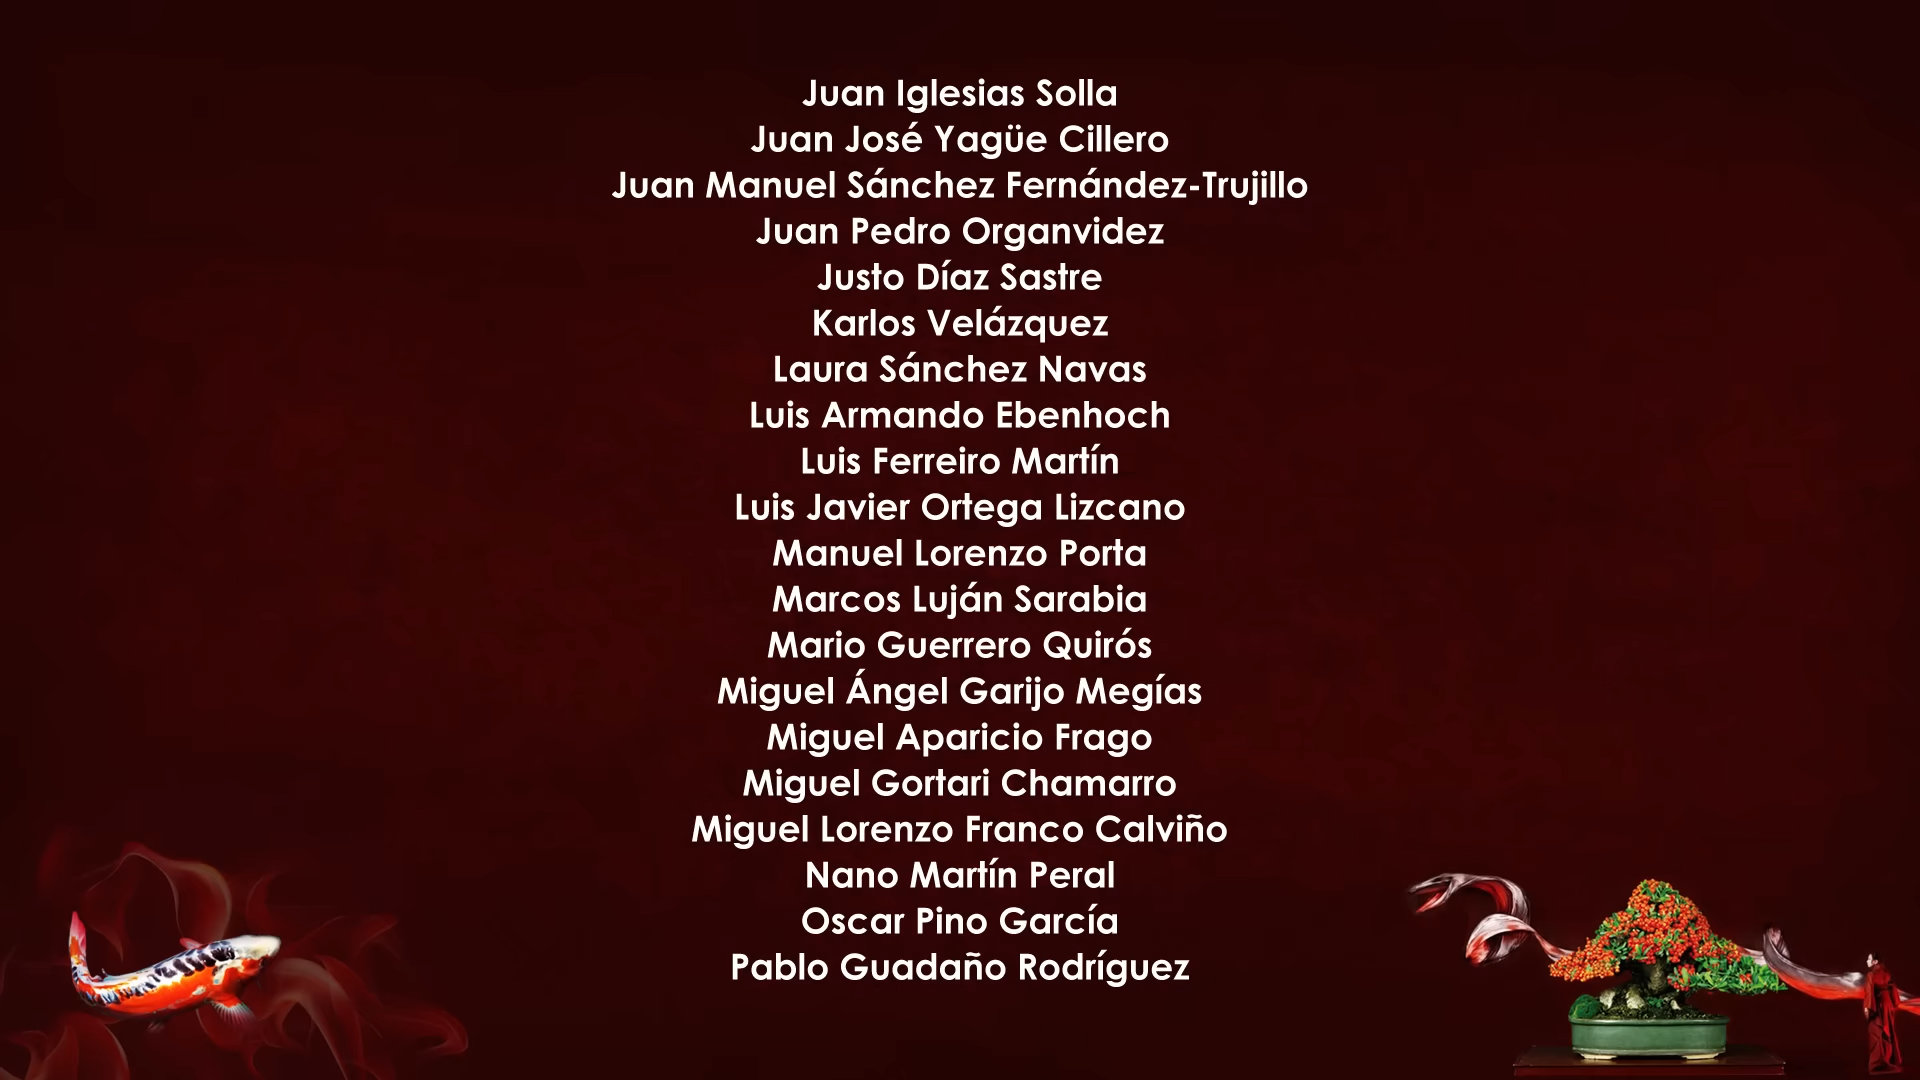 Juan Iglesias Solla
Juan José Yagüe Cillero
Juan Manuel Sánchez Fernández-Trujillo
Juan Pedro Organvidez
Justo Díaz Sastre
Karlos Velázquez
Laura Sánchez Navas
Luis Armando Ebenhoch
Luis Ferreiro Martín
Luis Javier Ortega Lizcano
Manuel Lorenzo Porta
Marcos Luján Sarabia
Mario Guerrero Quirós
Miguel Ángel Garijo Megías
Miguel Aparicio Frago
Miguel Gortari Chamarro
Miguel Lorenzo Franco Calviño
Nano Martín Peral
Oscar Pino García
Pablo Guadaño Rodríguez